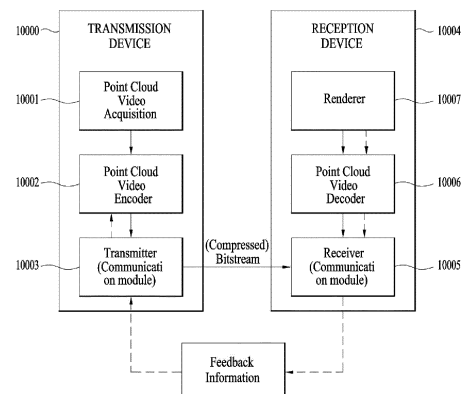 10000
TRANSMISSION
DEVICE
10001
Point Cloud
Video
Acquisition
10002
Point Cloud
Video
Encoder
10003
Transmitter
(Communicati
on module)
(Compressed)
Bitstream
RECEPTION
DEVICE
10004
Renderer
10007
Point Cloud
Video
Decoder
10006
Receiver
(Communicati
on module)
10005
Feedback
Information